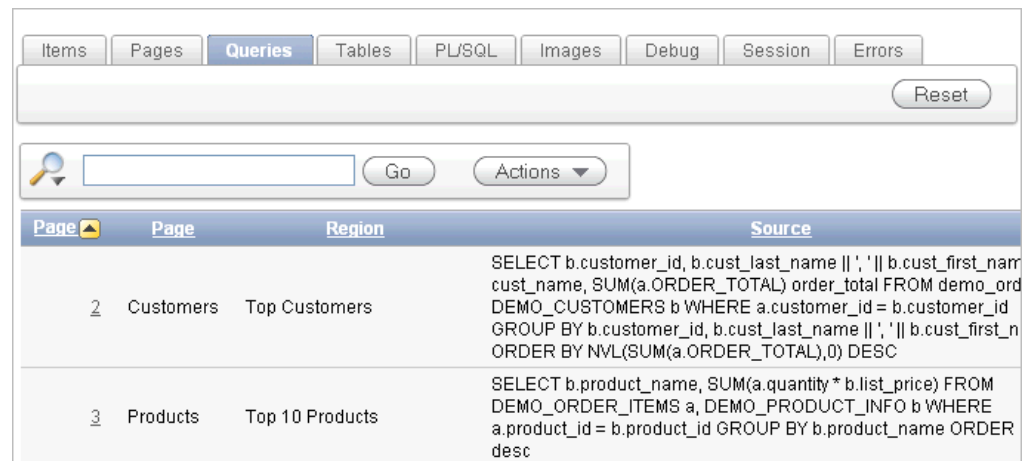 Items Pages Queries Tables PL/SQL Images Debug Session Errors
Reset
Go Actions
Page Page Region Source
2 Customers Top Customers
SELECT b.customer_id, b.cust_last_name || ', ' || b.cust_first_nam
cust_name, SUM(a.ORDER_TOTAL) order_total FROM demo_ord
DEMO_CUSTOMERS b WHERE a.customer_id = b.customer_id
GROUP BY b.customer_id, b.cust_last_name || ', ' || b.cust_first_n
ORDER BY NVL(SUM(a.ORDER_TOTAL),0) DESC
3 Products Top 10 Products
SELECT b.product_name, SUM(a.quantity * b.list_price) FROM
DEMO_ORDER_ITEMS a, DEMO_PRODUCT_INFO b WHERE
a.product_id = b.product_id GROUP BY b.product_name ORDER
desc